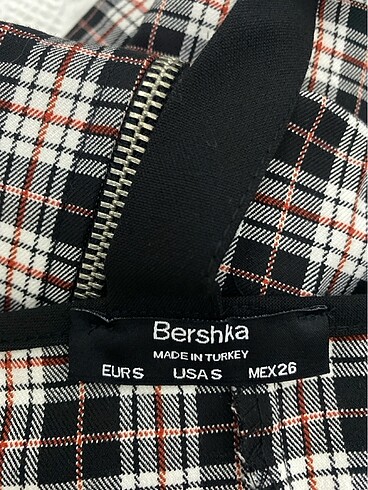 Bershka
MADE IN TURKEY
EUR S USA S MEX 26